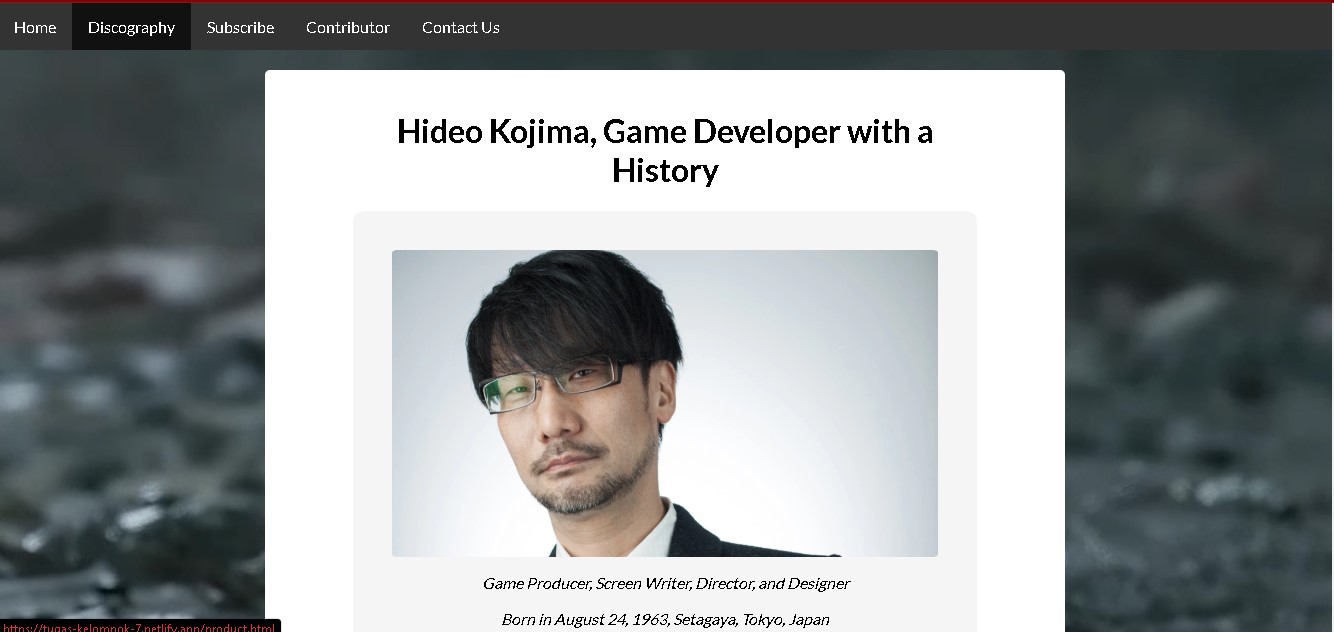 Home Discography Subscribe Contributor Contact Us
Hideo Kojima, Game Developer with a
History
Game Producer, Screen Writer, Director, and Designer
Born in August 24, 1963, Setagaya, Tokyo, Japan
https://tugas-kelompok-7.netlify.app/product.html